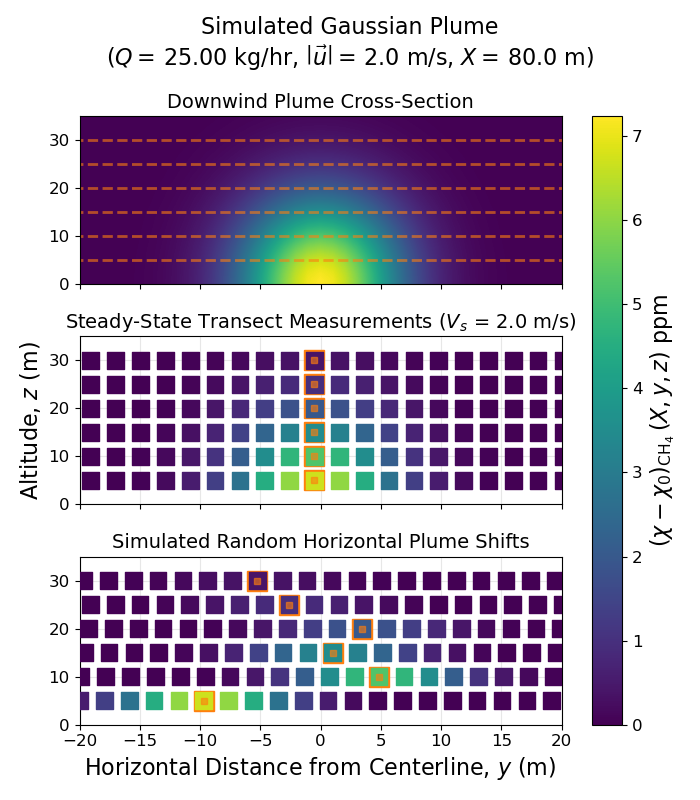 Simulated Gaussian Plume
(Q = 25.00 kg/hr, |u⃗| = 2.0 m/s, X = 80.0 m)
Downwind Plume Cross-Section
30
20
10
0
Steady-State Transect Measurements (Vₛ = 2.0 m/s)
30
20
10
0
Altitude, z (m)
Simulated Random Horizontal Plume Shifts
30
20
10
0
−20 −15 −10 −5 0 5 10 15 20
Horizontal Distance from Centerline, y (m)
7
6
5
4
3
2
1
0
(χ − χ₀)CH₄ (X, y, z) ppm